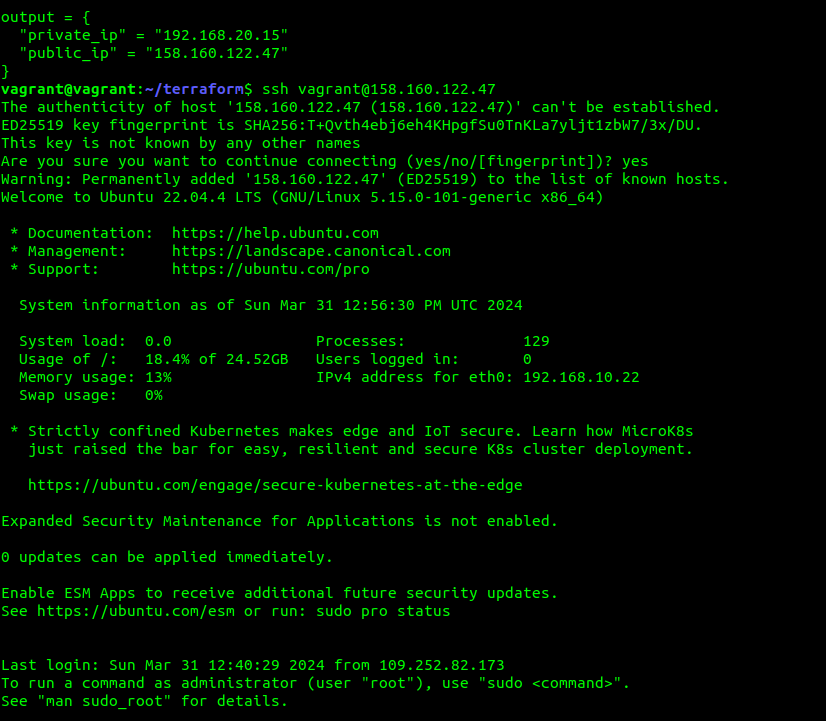 output = {
  "private_ip" = "192.168.20.15"
  "public_ip" = "158.160.122.47"
}
vagrant@vagrant:~/terraform$ ssh vagrant@158.160.122.47
The authenticity of host '158.160.122.47 (158.160.122.47)' can't be established.
ED25519 key fingerprint is SHA256:T+Qvth4ebj6eh4KHpgfSu0TnKLa7yljt1zbW7/3x/DU.
This key is not known by any other names
Are you sure you want to continue connecting (yes/no/[fingerprint])? yes
Warning: Permanently added '158.160.122.47' (ED25519) to the list of known hosts.
Welcome to Ubuntu 22.04.4 LTS (GNU/Linux 5.15.0-101-generic x86_64)

 * Documentation:  https://help.ubuntu.com
 * Management:     https://landscape.canonical.com
 * Support:        https://ubuntu.com/pro

  System information as of Sun Mar 31 12:56:30 PM UTC 2024

  System load:  0.0                Processes:             129
  Usage of /:   18.4% of 24.52GB   Users logged in:       0
  Memory usage: 13%                IPv4 address for eth0: 192.168.10.22
  Swap usage:   0%

 * Strictly confined Kubernetes makes edge and IoT secure. Learn how MicroK8s
   just raised the bar for easy, resilient and secure K8s cluster deployment.

   https://ubuntu.com/engage/secure-kubernetes-at-the-edge

Expanded Security Maintenance for Applications is not enabled.

0 updates can be applied immediately.

Enable ESM Apps to receive additional future security updates.
See https://ubuntu.com/esm or run: sudo pro status


Last login: Sun Mar 31 12:40:29 2024 from 109.252.82.173
To run a command as administrator (user "root"), use "sudo <command>".
See "man sudo_root" for details.